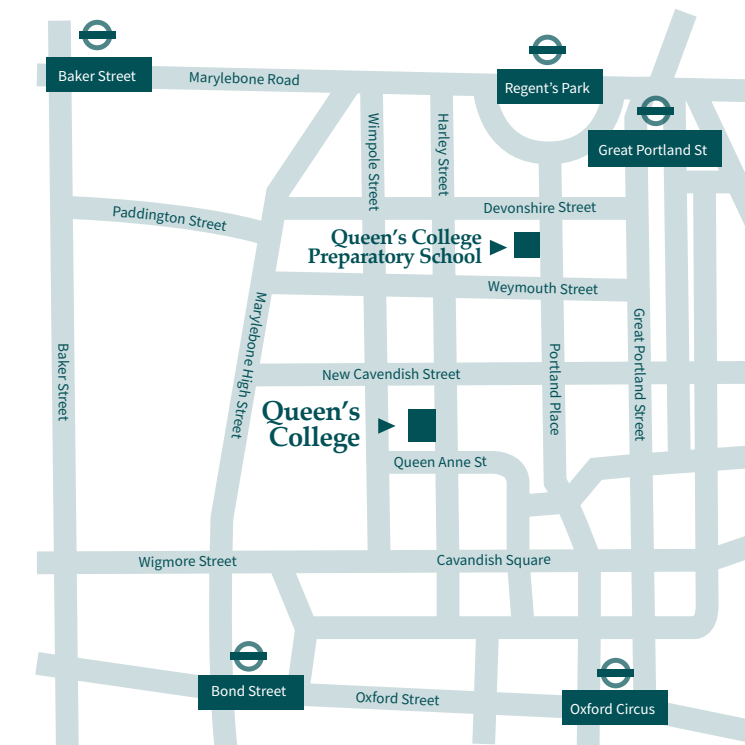 Baker Street
Marylebone Road
Regent's Park
Great Portland St
Wimpole Street
Harley Street
Paddington Street
Devonshire Street
Queen's College
Preparatory School
Weymouth Street
Marylebone High Street
Great Portland Street
Baker Street
Portland Place
New Cavendish Street
Queen's
College
Queen Anne St
Wigmore Street
Cavandish Square
Bond Street
Oxford Street
Oxford Circus